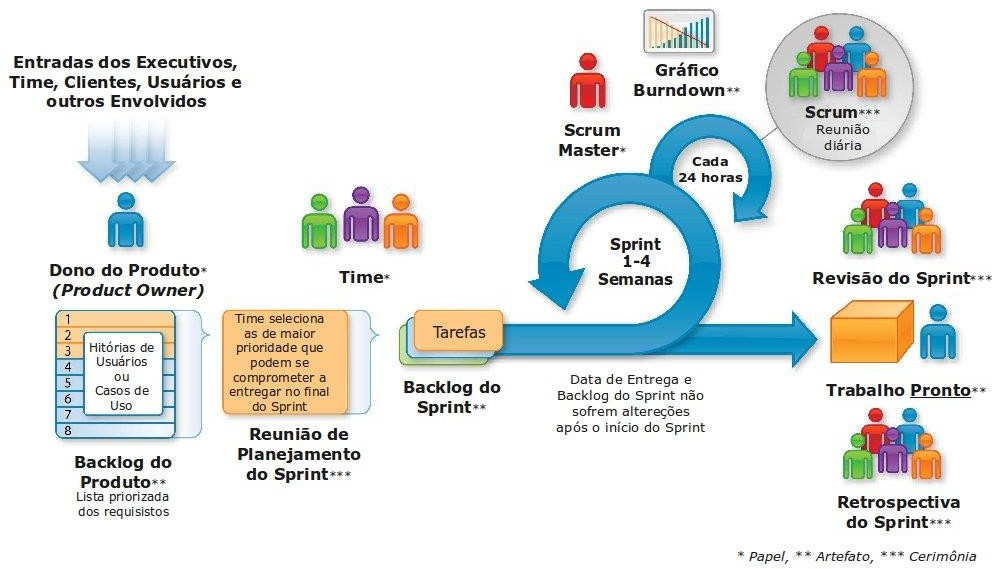 Entradas dos Executivos,
Time, Clientes, Usuários e
outros Envolvidos
Dono do Produto*
(Product Owner)
1
2
3
4
5
6
7
8
Hitórias de
Usuários
ou
Casos de
Uso
Backlog do
Produto**
Lista priorizada
dos requisistos
Time*
Time seleciona
as de maior
prioridade que
podem se
comprometer a
entregar no final
do Sprint
Reunião de
Planejamento
do Sprint***
Tarefas
Backlog do
Sprint**
Scrum
Master*
Gráfico
Burndown**
Cada
24 horas
Scrum***
Reunião
diária
Sprint
1-4
Semanas
Data de Entrega e
Backlog do Sprint não
sofrem altereções
após o início do Sprint
Revisão do Sprint***
Trabalho Pronto**
Retrospectiva
do Sprint***
* Papel, ** Artefato, *** Cerimônia